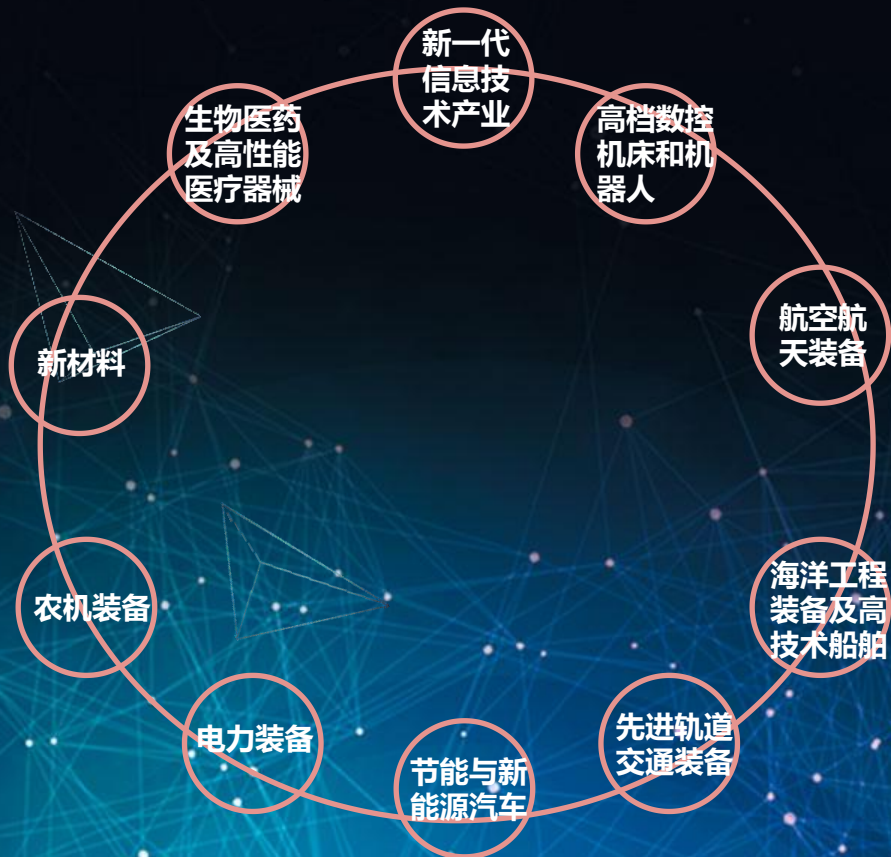 新一代
信息技
术产业
高档数控
机床和机
器人
航空航
天装备
海洋工程
装备及高
技术船舶
先进轨道
交通装备
节能与新
能源汽车
电力装备
农机装备
新材料
生物医药
及高性能
医疗器械